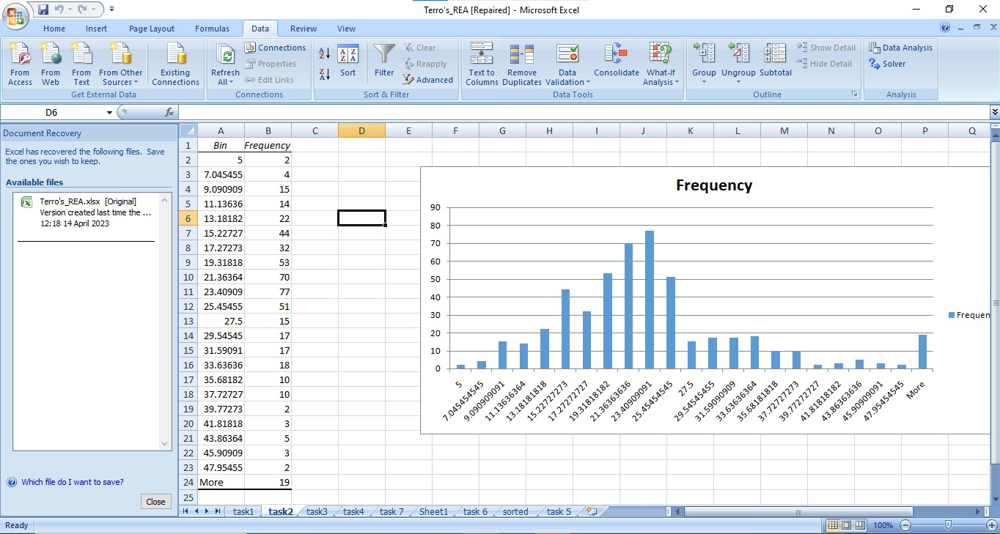 Terro's_REA [Repaired] - Microsoft Excel
Home Insert Page Layout Formulas Data Review View
From Access
From Web
From Text
From Other Sources
Existing Connections
Get External Data
Refresh All
Connections
Properties
Edit Links
Connections
Sort
Filter
Clear
Reapply
Advanced
Sort & Filter
Text to Columns
Remove Duplicates
Data Validation
Consolidate
What-If Analysis
Data Tools
Group
Ungroup
Subtotal
Show Detail
Hide Detail
Outline
Data Analysis
Solver
Analysis
D6 fx
Document Recovery
Excel has recovered the following files. Save
the ones you wish to keep.
Available files
Terro's_REA.xlsx [Original]
Version created last time the ...
12:18 14 April 2023
Which file do I want to save?
Close
A B C D E F G H I J K L M N O P Q
1 Bin Frequency
2 5 2
3 7.045455 4
4 9.090909 15
5 11.13636 14
6 13.18182 22
7 15.22727 44
8 17.27273 32
9 19.31818 53
10 21.36364 70
11 23.40909 77
12 25.45455 51
13 27.5 15
14 29.54545 17
15 31.59091 17
16 33.63636 18
17 35.68182 10
18 37.72727 10
19 39.77273 2
20 41.81818 3
21 43.86364 5
22 45.90909 3
23 47.95455 2
24 More 19
25
Frequency
90
80
70
60
50
40
30
20
10
0
5
7.045454545
9.090909091
11.13636364
13.18181818
15.22727273
17.27272727
19.31818182
21.36363636
23.40909091
25.45454545
27.5
29.54545455
31.59090909
33.63636364
35.68181818
37.72727273
39.77272727
41.81818182
43.86363636
45.90909091
47.95454545
More
Frequen
task1 task2 task3 task4 task 7 Sheet1 task 6 sorted task 5
Ready 100%